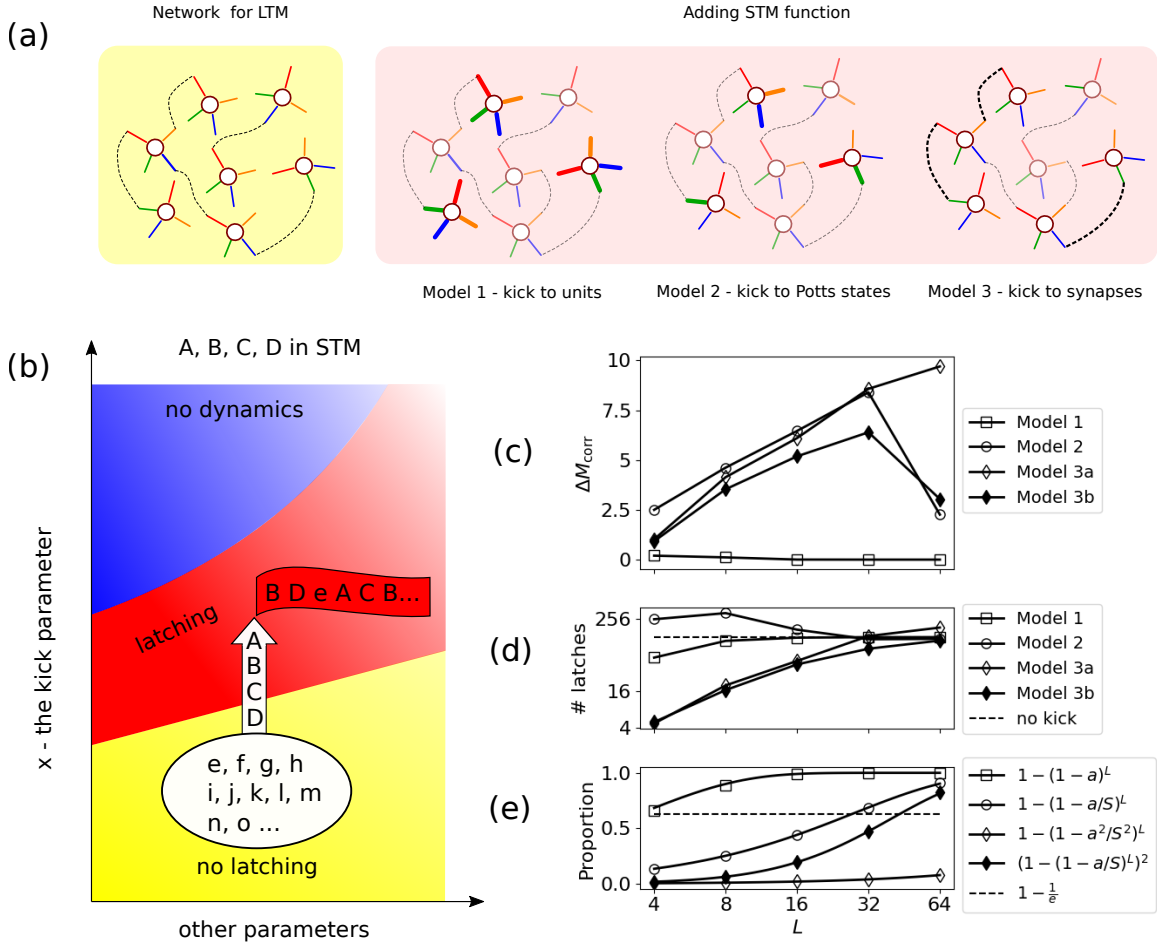 (a)
Network for LTM
Adding STM function
Model 1 - kick to units
Model 2 - kick to Potts states
Model 3 - kick to synapses
(b)
A, B, C, D in STM
no dynamics
latching
B D e A C B...
A
B
C
D
e, f, g, h
i, j, k, l, m
n, o ...
no latching
x - the kick parameter
other parameters
(c)
ΔM_corr
10
7.5
5
2.5
0
Model 1
Model 2
Model 3a
Model 3b
(d)
# latches
256
16
4
Model 1
Model 2
Model 3a
Model 3b
no kick
(e)
Proportion
1.0
0.5
0.0
4 8 16 32 64
L
1 − (1 − a)^L
1 − (1 − a/S)^L
1 − (1 − a²/S²)^L
(1 − (1 − a/S)^L)²
1 − 1/e